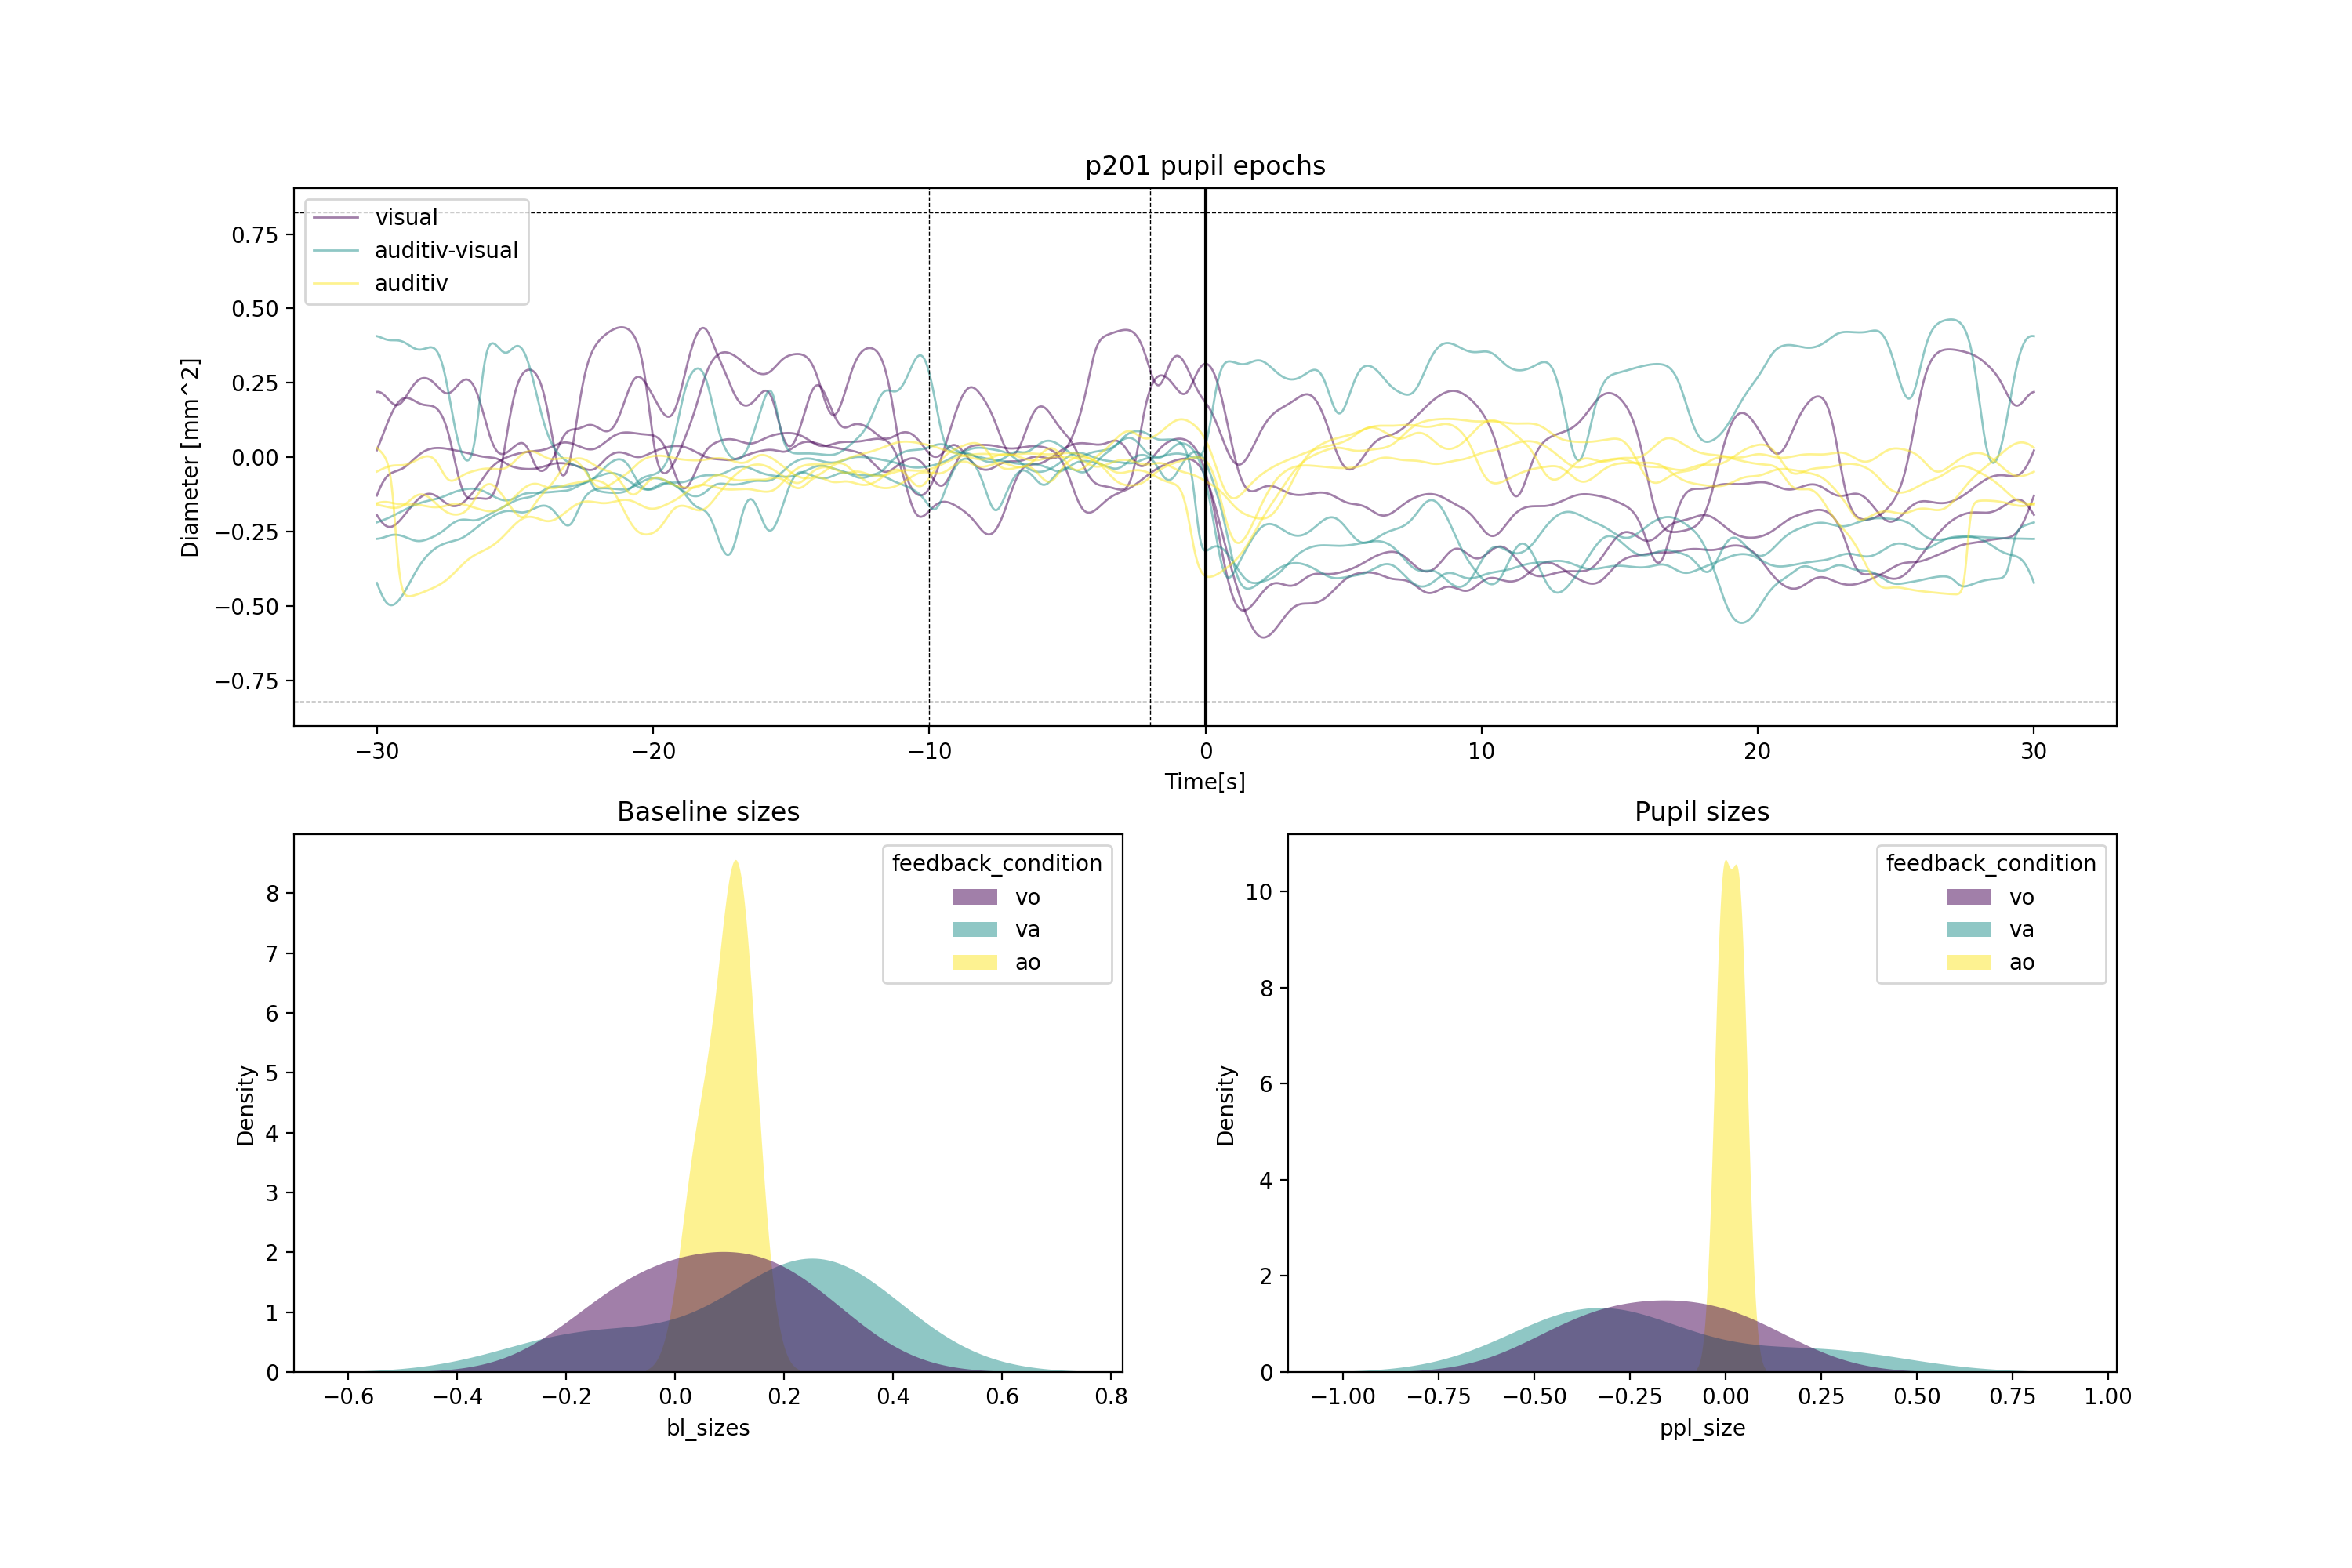 p201 pupil epochs
visual
auditiv-visual
auditiv
0.75
0.50
0.25
0.00
−0.25
−0.50
−0.75
Diameter [mm^2]
−30 −20 −10 0 10 20 30
Time[s]
Baseline sizes
feedback_condition
vo
va
ao
8
7
6
5
4
3
2
1
0
Density
−0.6 −0.4 −0.2 0.0 0.2 0.4 0.6 0.8
bl_sizes
Pupil sizes
feedback_condition
vo
va
ao
10
8
6
4
2
0
Density
−1.00 −0.75 −0.50 −0.25 0.00 0.25 0.50 0.75 1.00
ppl_size